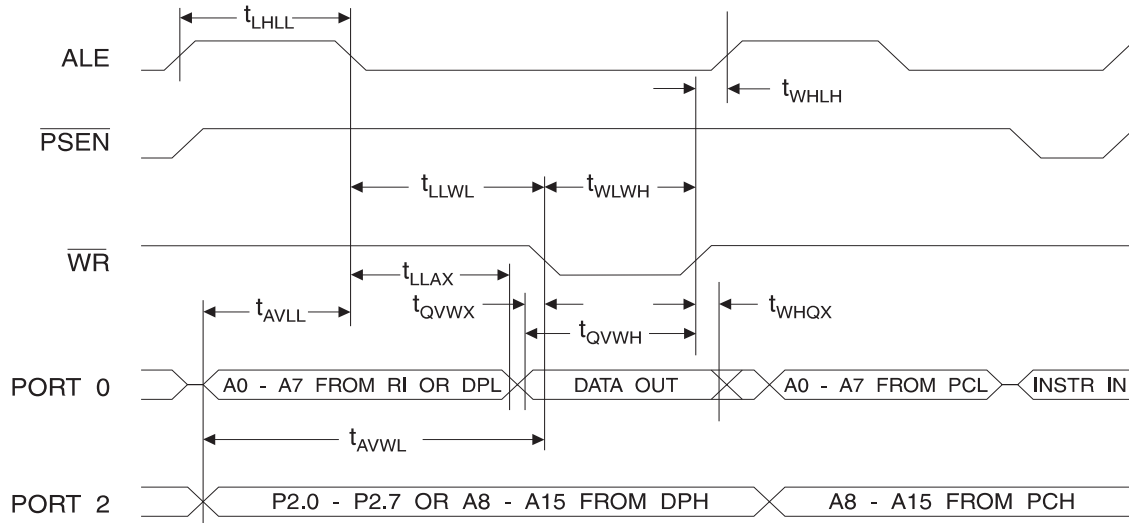 tLHLL
ALE
tWHLH
PSEN
tLLWL
tWLWH
WR
tLLAX
tQVWX
tWHQX
tAVLL
tQVWH
PORT 0
A0 - A7 FROM RI OR DPL
DATA OUT
A0 - A7 FROM PCL
INSTR IN
tAVWL
PORT 2
P2.0 - P2.7 OR A8 - A15 FROM DPH
A8 - A15 FROM PCH